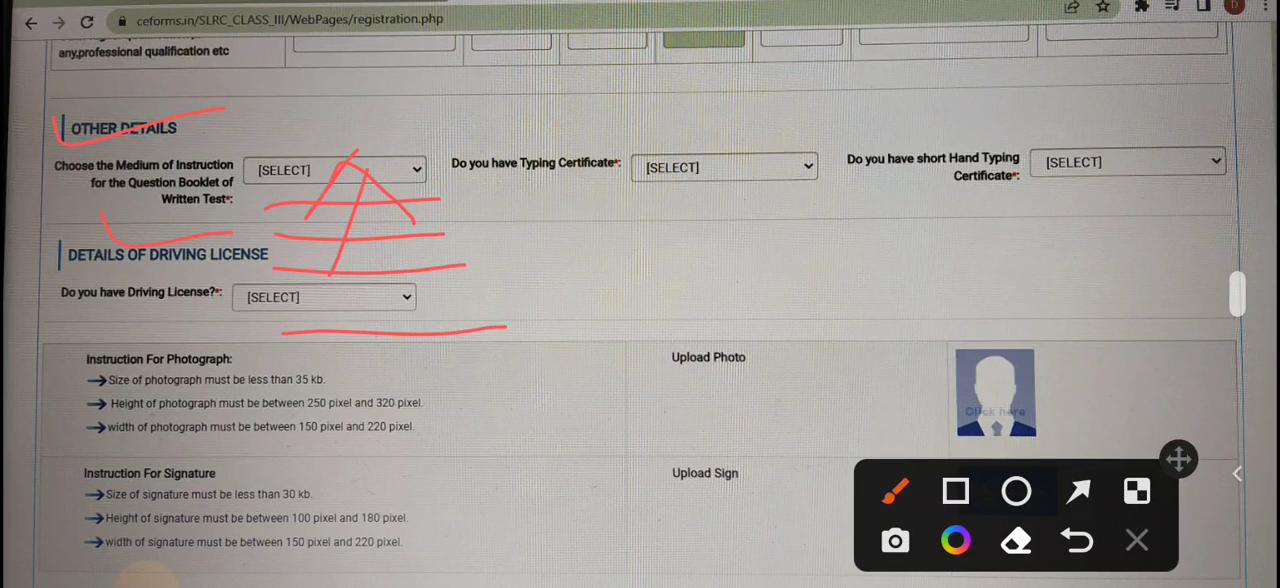 ceforms.in/SLRC_CLASS_III/WebPages/registration.php
D
any,professional qualification etc
OTHER DETAILS
Choose the Medium of Instruction
for the Question Booklet of
Written Test*:
[SELECT]
Do you have Typing Certificate*:
[SELECT]
Do you have short Hand Typing
Certificate*:
[SELECT]
DETAILS OF DRIVING LICENSE
Do you have Driving License?*:
[SELECT]
Instruction For Photograph:
Size of photograph must be less than 35 kb.
Height of photograph must be between 250 pixel and 320 pixel.
width of photograph must be between 150 pixel and 220 pixel.
Upload Photo
Click here
Instruction For Signature
Size of signature must be less than 30 kb.
Height of signature must be between 100 pixel and 180 pixel.
width of signature must be between 150 pixel and 220 pixel.
Upload Sign